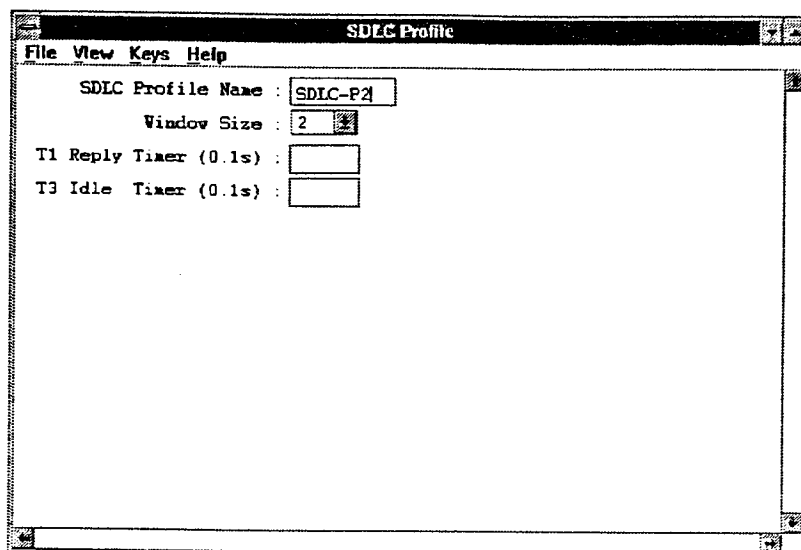 SDLC Profile
File View Keys Help
SDLC Profile Name : SDLC-P2
Window Size : 2
T1 Reply Timer (0.1s) :
T3 Idle Timer (0.1s) :